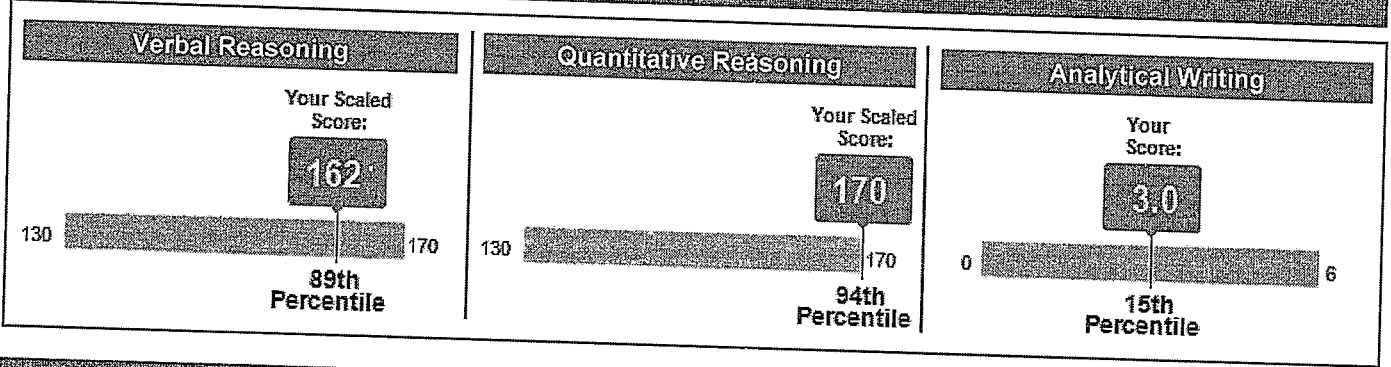 Verbal Reasoning
Your Scaled
Score:
162
130
170
89th
Percentile
Quantitative Reasoning
Your Scaled
Score:
170
130
170
94th
Percentile
Analytical Writing
Your
Score:
3.0
0
6
15th
Percentile